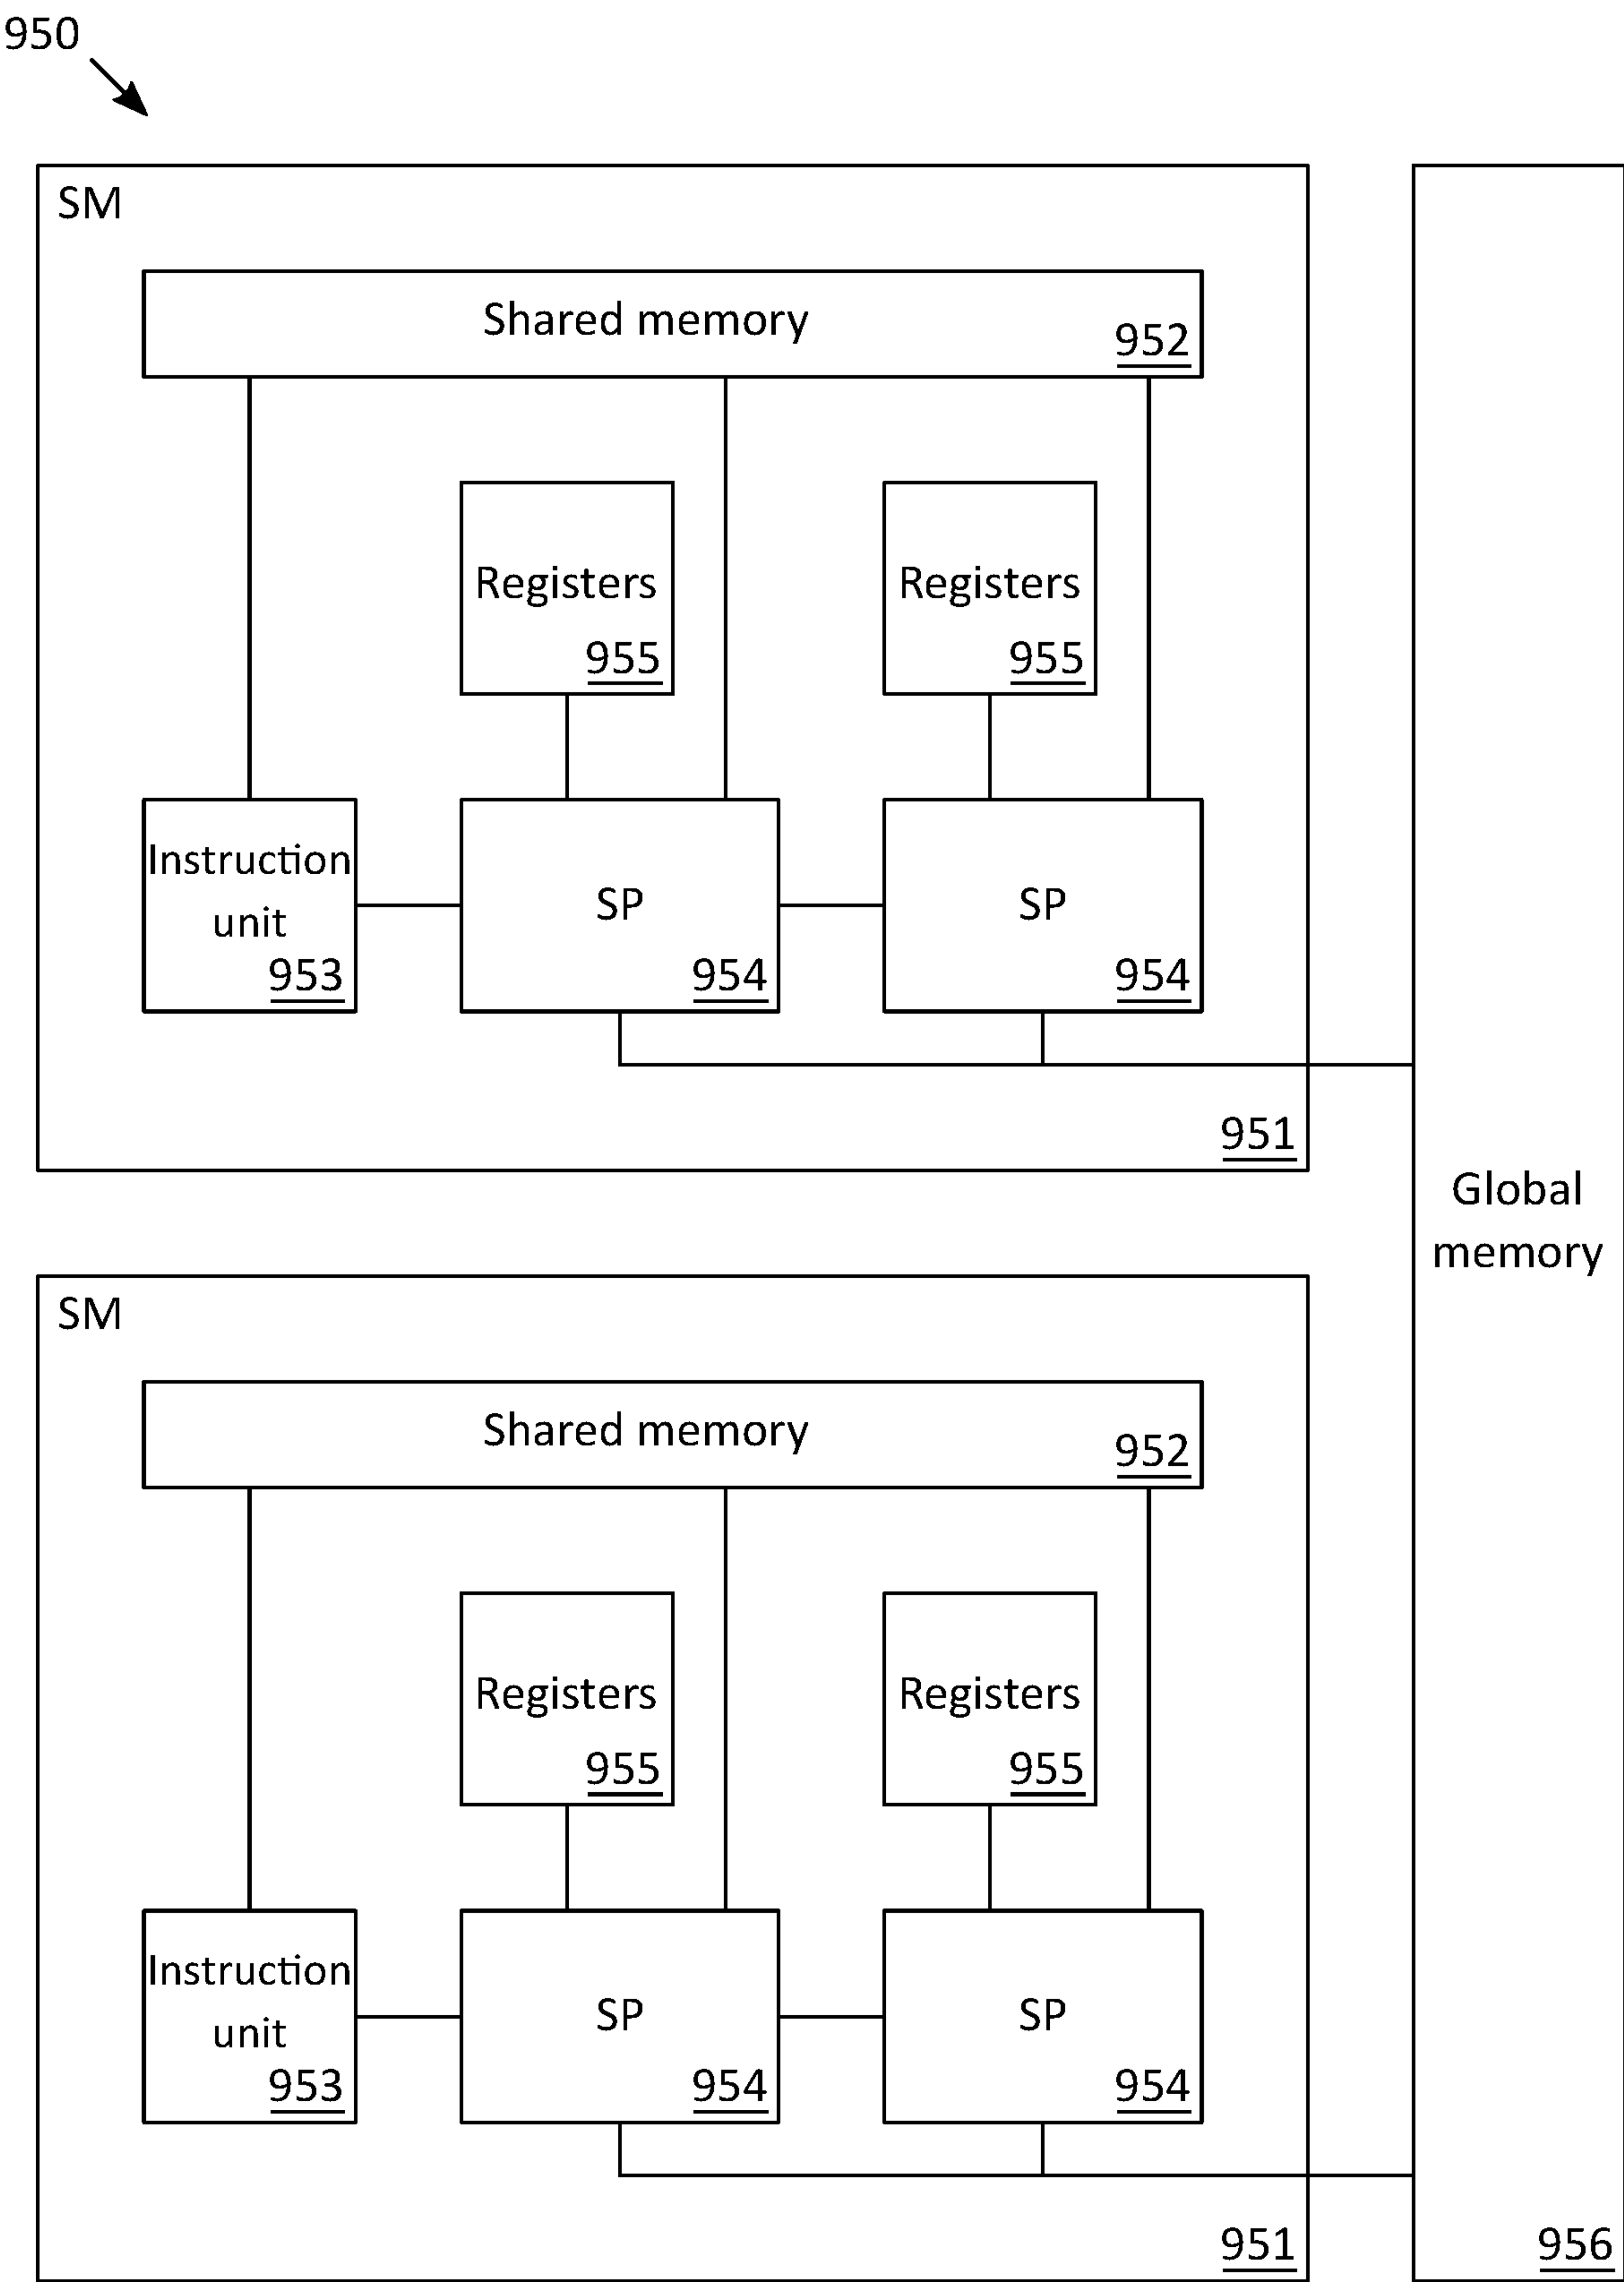 950
SM
Shared memory
952
Registers
955
Registers
955
Instruction
unit
953
SP
954
SP
954
951
Global
memory
SM
Shared memory
952
Registers
955
Registers
955
Instruction
unit
953
SP
954
SP
954
951
956